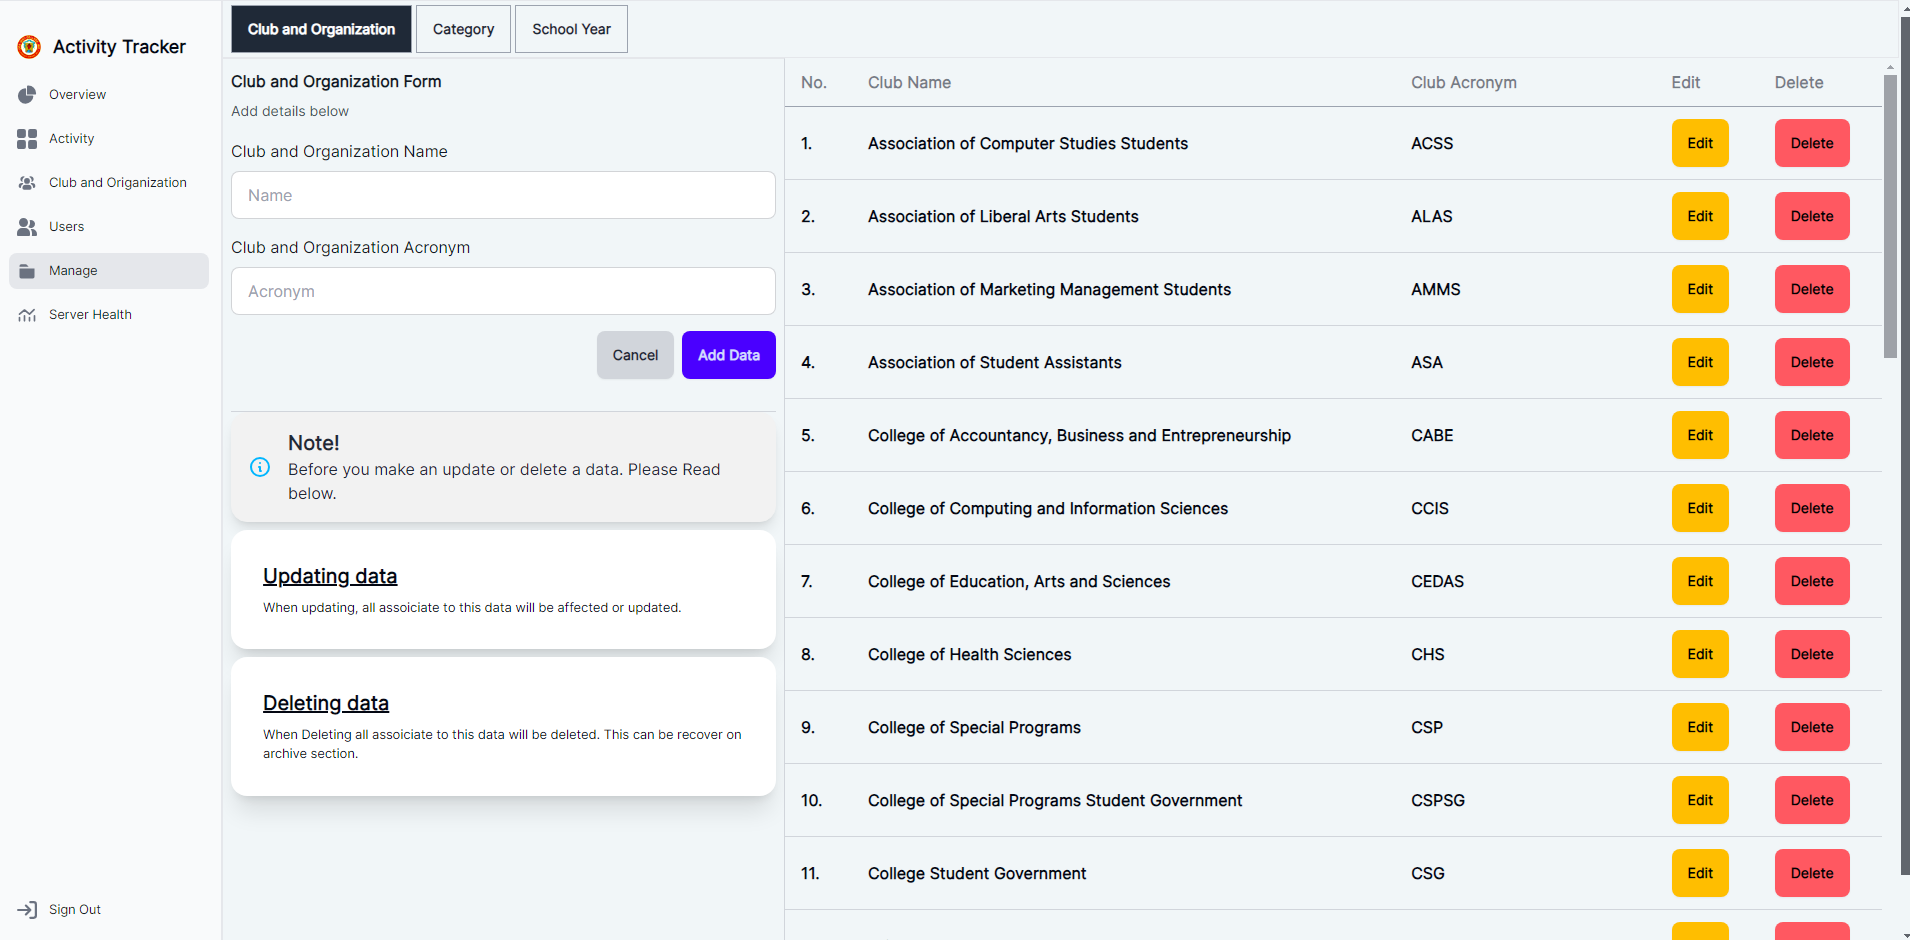 Activity Tracker
Overview
Activity
Club and Origanization
Users
Manage
Server Health
Sign Out
Club and Organization
Category
School Year
Club and Organization Form
Add details below
Club and Organization Name
Name
Club and Organization Acronym
Acronym
Cancel
Add Data
Note!
Before you make an update or delete a data. Please Read
below.
Updating data
When updating, all assoiciate to this data will be affected or updated.
Deleting data
When Deleting all assoiciate to this data will be deleted. This can be recover on
archive section.
No. Club Name Club Acronym Edit Delete
1. Association of Computer Studies Students ACSS Edit Delete
2. Association of Liberal Arts Students ALAS Edit Delete
3. Association of Marketing Management Students AMMS Edit Delete
4. Association of Student Assistants ASA Edit Delete
5. College of Accountancy, Business and Entrepreneurship CABE Edit Delete
6. College of Computing and Information Sciences CCIS Edit Delete
7. College of Education, Arts and Sciences CEDAS Edit Delete
8. College of Health Sciences CHS Edit Delete
9. College of Special Programs CSP Edit Delete
10. College of Special Programs Student Government CSPSG Edit Delete
11. College Student Government CSG Edit Delete